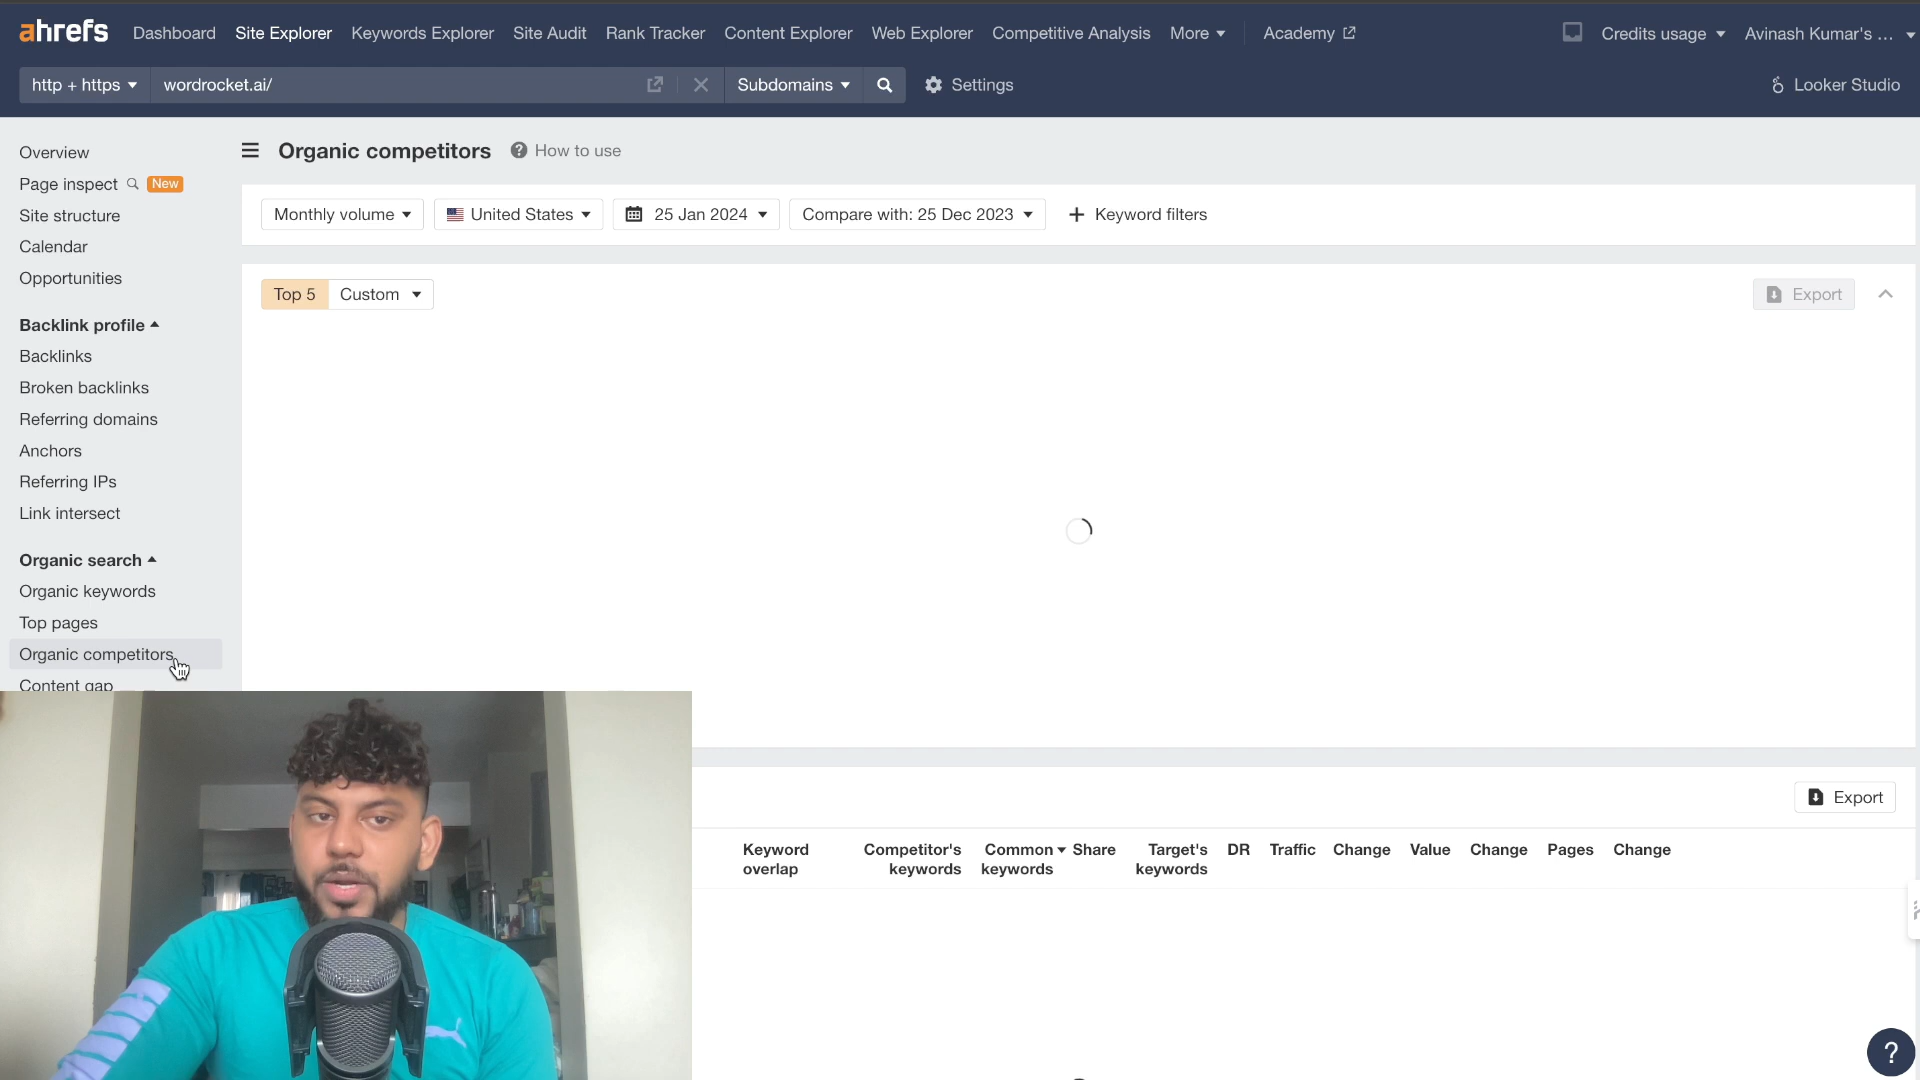 ahrefs Dashboard Site Explorer Keywords Explorer Site Audit Rank Tracker Content Explorer Web Explorer Competitive Analysis More Academy Credits usage Avinash Kumar's ...
http + https wordrocket.ai/ Subdomains Settings Looker Studio
Overview
Page inspect New
Site structure
Calendar
Opportunities
Backlink profile
Backlinks
Broken backlinks
Referring domains
Anchors
Referring IPs
Link intersect
Organic search
Organic keywords
Top pages
Organic competitors
Content gap
Organic competitors ? How to use
Monthly volume United States 25 Jan 2024 Compare with: 25 Dec 2023 + Keyword filters
Top 5 Custom Export
Export
Keyword overlap Competitor's keywords Common keywords Share Target's keywords DR Traffic Change Value Change Pages Change
?